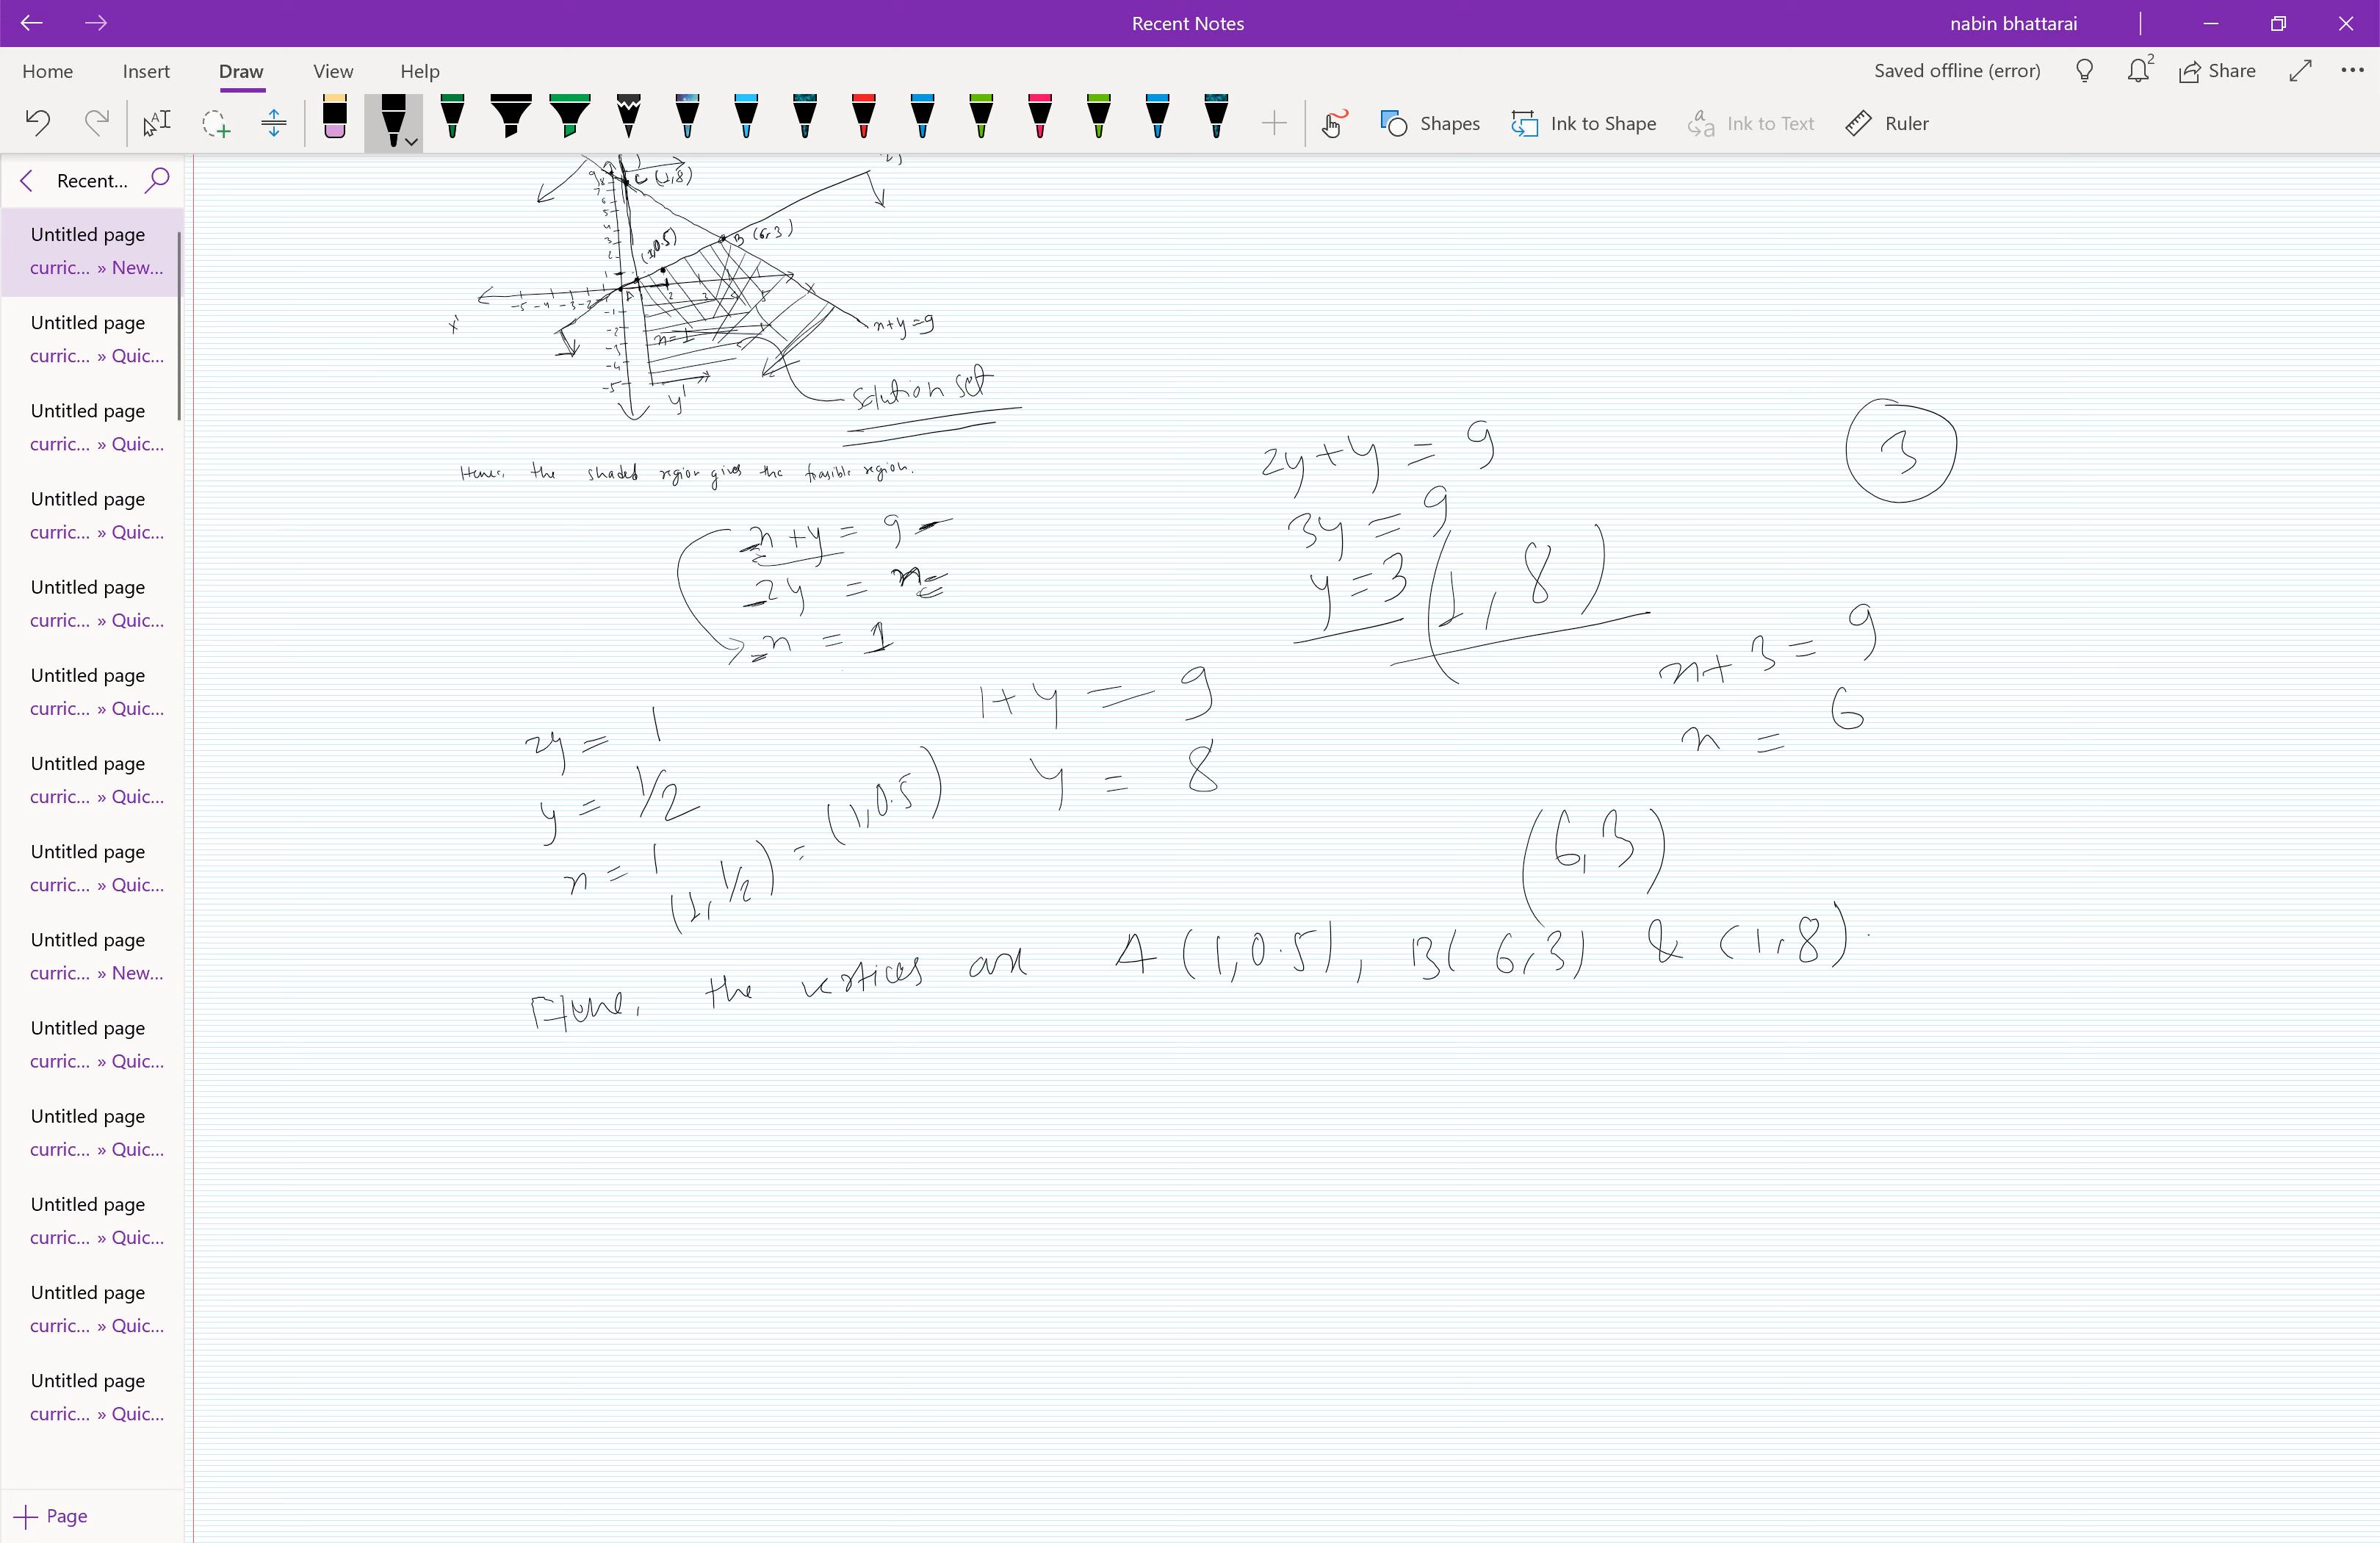 Recent Notes
nabin bhattarai
Home Insert Draw View Help
Saved offline (error) 2 Share
Shapes Ink to Shape Ink to Text Ruler
Recent...
Untitled page
curric... » New...
Untitled page
curric... » Quic...
Untitled page
curric... » Quic...
Untitled page
curric... » Quic...
Untitled page
curric... » Quic...
Untitled page
curric... » Quic...
Untitled page
curric... » Quic...
Untitled page
curric... » Quic...
Untitled page
curric... » New...
Untitled page
curric... » Quic...
Untitled page
curric... » Quic...
Untitled page
curric... » Quic...
Untitled page
curric... » Quic...
Untitled page
curric... » Quic...
Page
C (1,8)
B (6,3)
(1,0.5)
x+y=9
x=1
X
x'
y'
solution set
Hence, the shaded region gives the feasible region.
x+y = 9
2y = x
x = 1
2y+y = 9
3y = 9
y = 3
(1, 8)
3
x+3 = 9
x = 6
1+y = 9
y = 8
2y = 1
y = 1/2
x = 1
(1, 1/2) = (1, 0.5)
(6,3)
Hence, the vertices are A (1,0.5), B( 6,3) & (1,8).